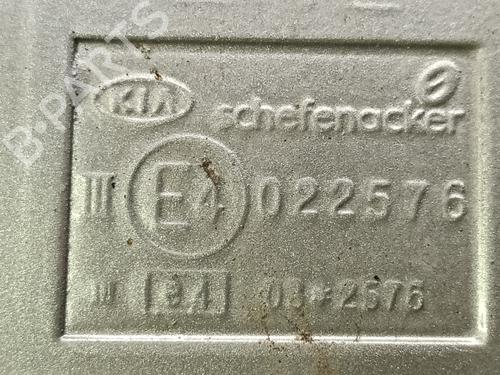 KIA schefenacker
III E4 022576
III e4 03*2576
B-PARTS